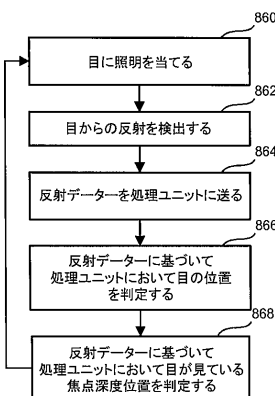 860
目に照明を当てる
862
目からの反射を検出する
864
反射データーを処理ユニットに送る
866
反射データーに基づいて
処理ユニットにおいて目の位置
を判定する
868
反射データーに基づいて
処理ユニットにおいて目が見ている
焦点深度位置を判定する